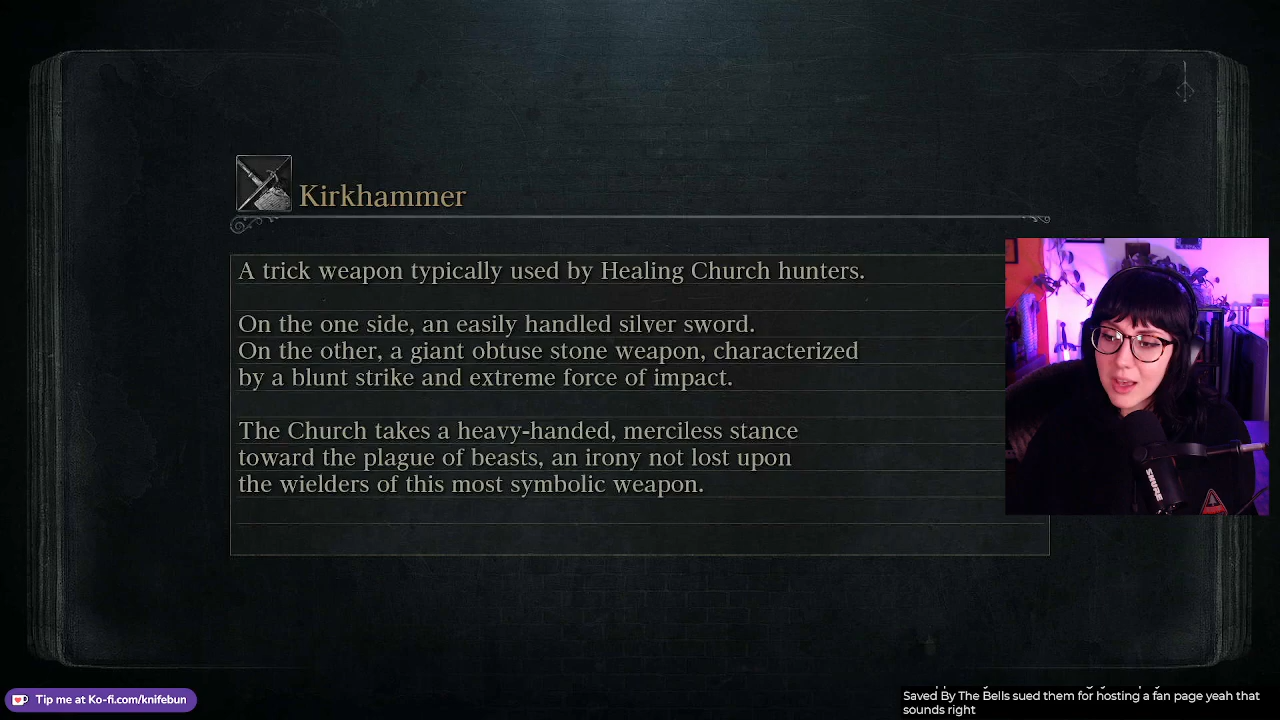 Kirkhammer
A trick weapon typically used by Healing Church hunters.
On the one side, an easily handled silver sword.
On the other, a giant obtuse stone weapon, characterized
by a blunt strike and extreme force of impact.
The Church takes a heavy-handed, merciless stance
toward the plague of beasts, an irony not lost upon
the wielders of this most symbolic weapon.
SHURE
Tip me at Ko-fi.com/knifebun
Saved By The Bells sued them for hosting a fan page yeah that
sounds right